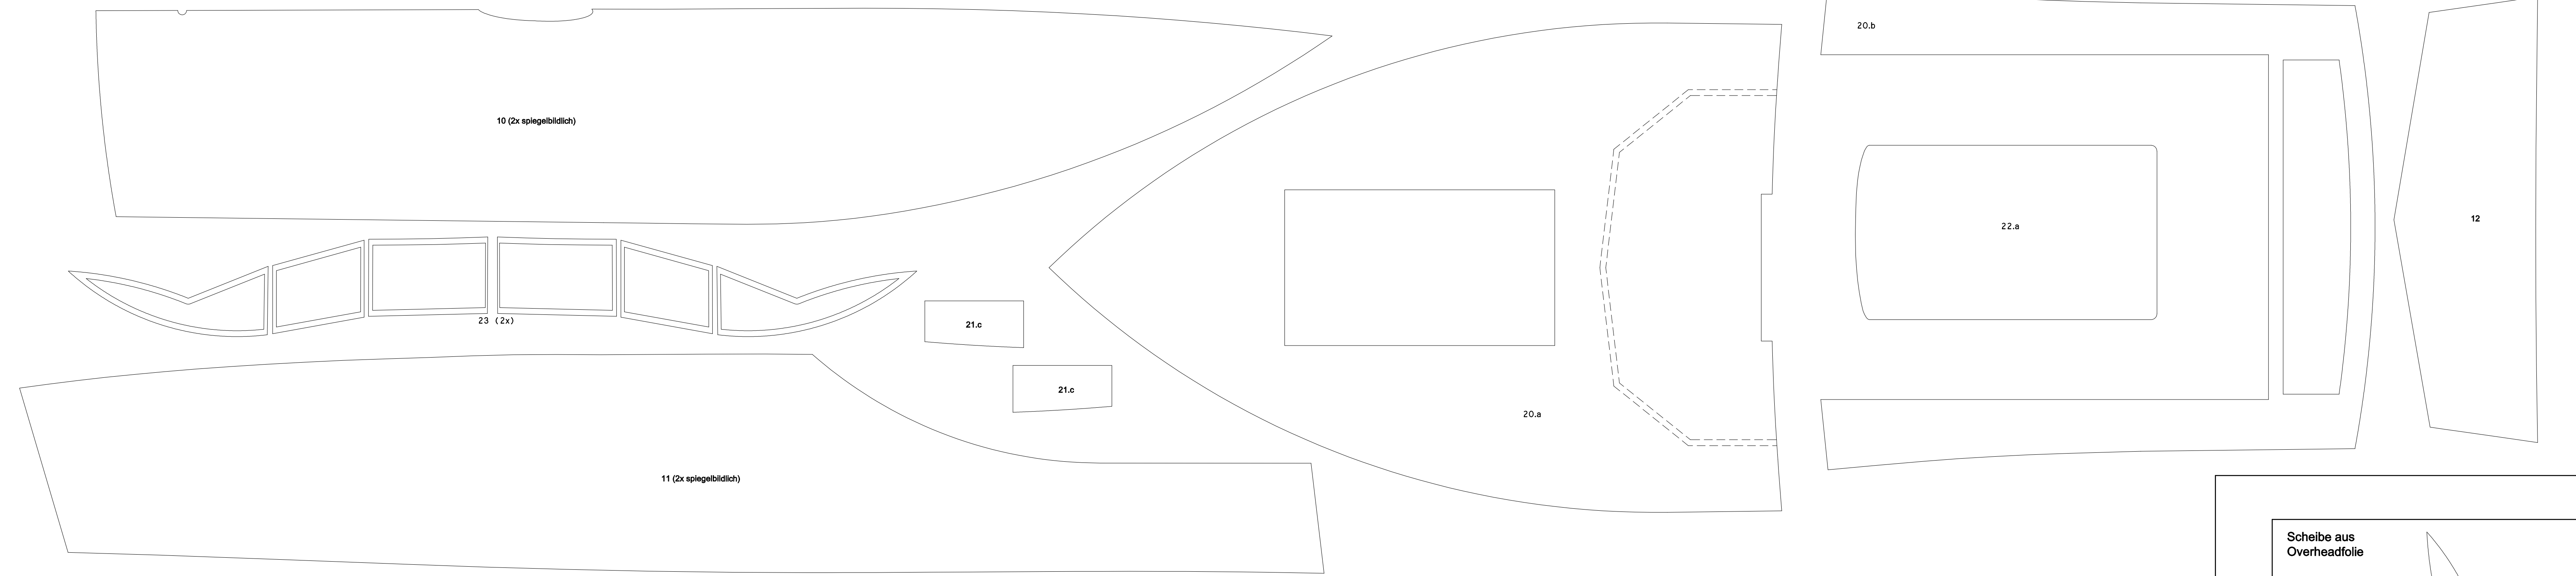 20.b
10 (2x spiegelbildlich)
12
22.a
23 (2x)
21.c
21.c
20.a
11 (2x spiegelbildlich)
Scheibe aus
Overheadfolie